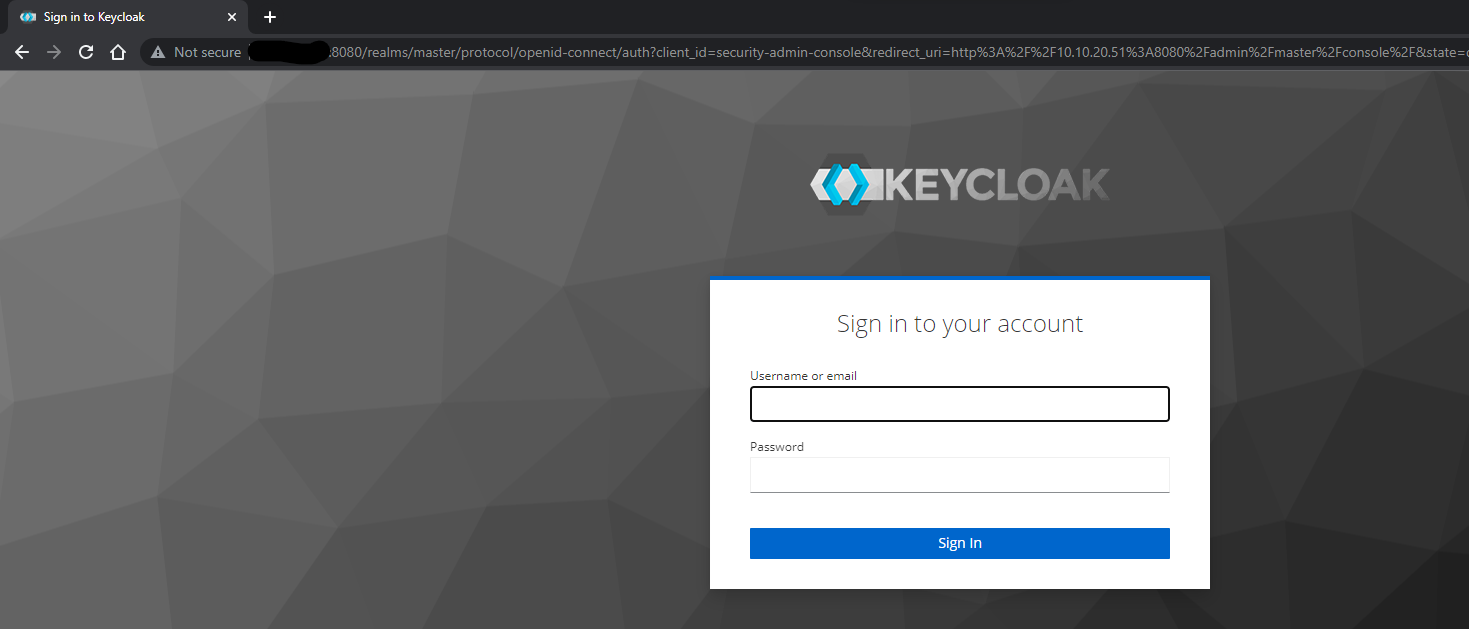 Sign in to Keycloak
Not secure :8080/realms/master/protocol/openid-connect/auth?client_id=security-admin-console&redirect_uri=http%3A%2F%2F10.10.20.51%3A8080%2Fadmin%2Fmaster%2Fconsole%2F&state=
KEYCLOAK
Sign in to your account
Username or email
Password
Sign In